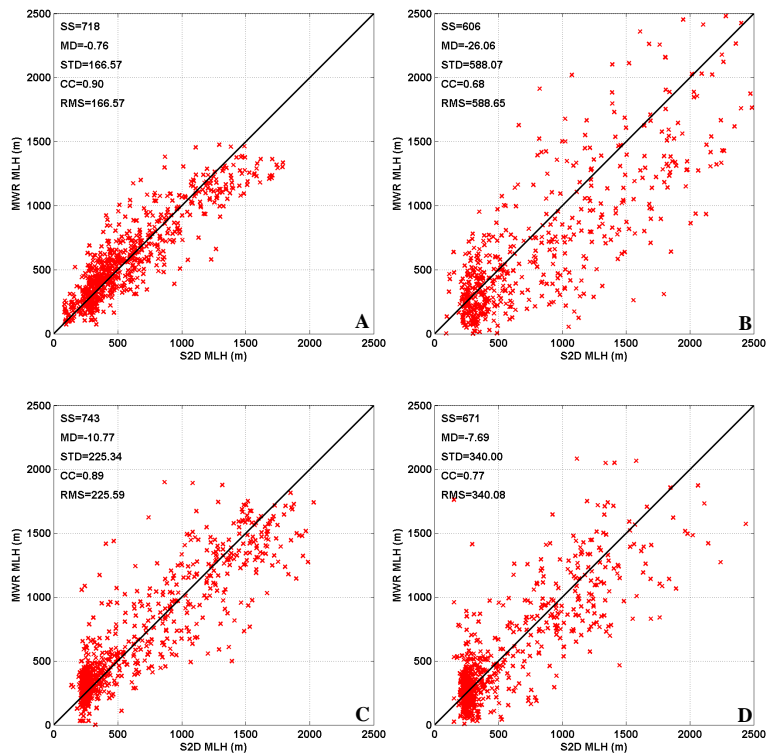 SS=718
MD=-0.76
STD=166.57
CC=0.90
RMS=166.57
2500
2000
1500
1000
500
0
MWR MLH (m)
A
0 500 1000 1500 2000 2500
S2D MLH (m)
SS=606
MD=-26.06
STD=588.07
CC=0.68
RMS=588.65
2500
2000
1500
1000
500
0
MWR MLH (m)
B
0 500 1000 1500 2000 2500
S2D MLH (m)
SS=743
MD=-10.77
STD=225.34
CC=0.89
RMS=225.59
2500
2000
1500
1000
500
0
MWR MLH (m)
C
0 500 1000 1500 2000 2500
S2D MLH (m)
SS=671
MD=-7.69
STD=340.00
CC=0.77
RMS=340.08
2500
2000
1500
1000
500
0
MWR MLH (m)
D
0 500 1000 1500 2000 2500
S2D MLH (m)